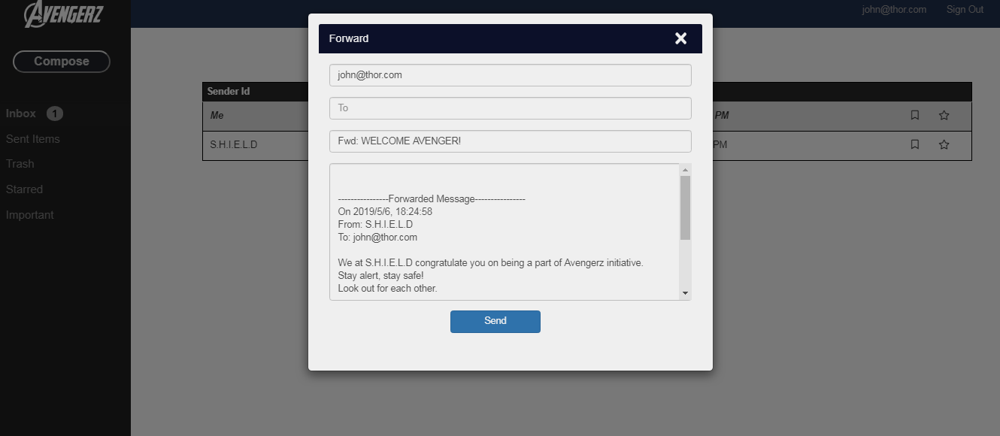 AVENGERZ
john@thor.com
Sign Out
Compose
Inbox 1
Sent Items
Trash
Starred
Important
Sender Id
Me
PM
S.H.I.E.L.D
PM
Forward
john@thor.com
To
Fwd: WELCOME AVENGER!
----------------Forwarded Message----------------
On 2019/5/6, 18:24:58
From: S.H.I.E.L.D
To: john@thor.com
We at S.H.I.E.L.D congratulate you on being a part of Avengerz initiative.
Stay alert, stay safe!
Look out for each other.
Send